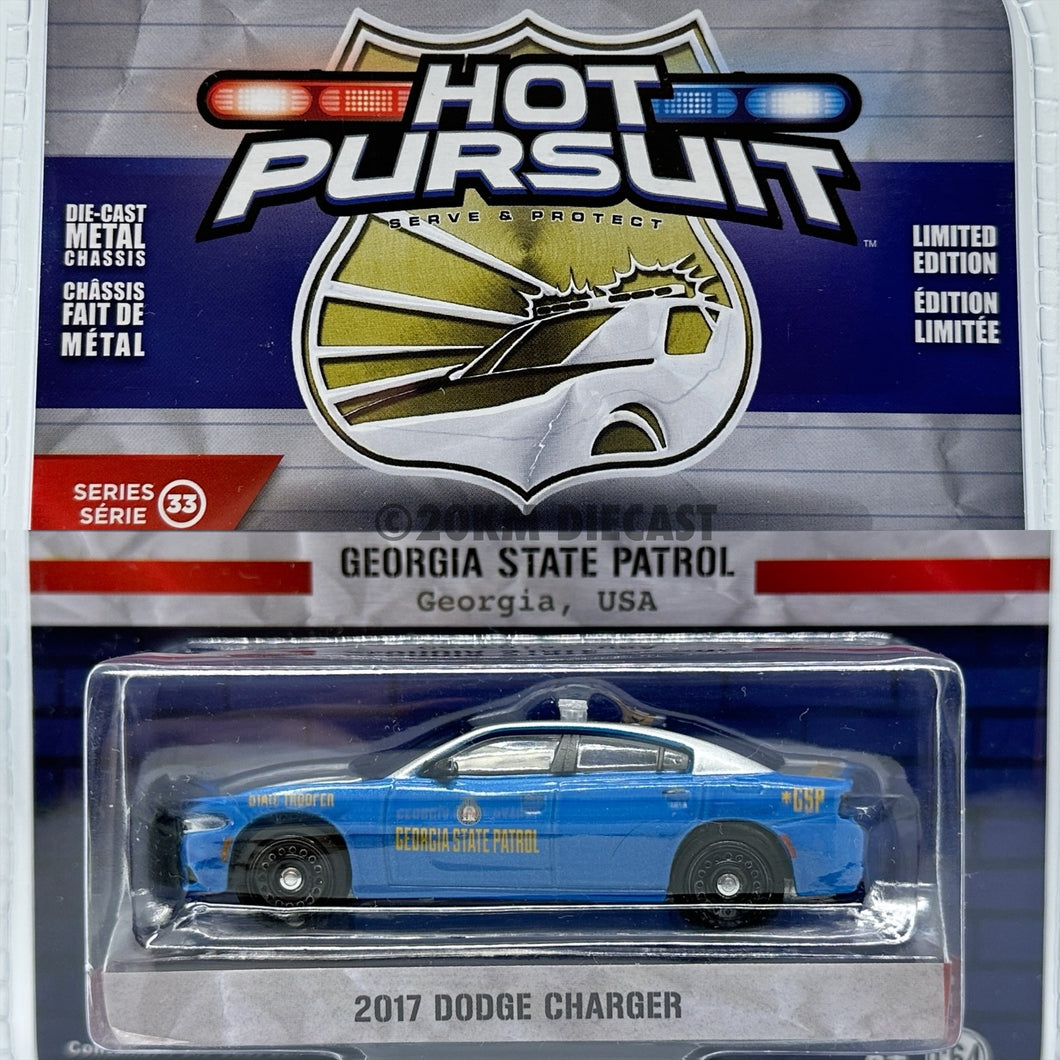 HOT
PURSUIT
SERVE & PROTECT
TM
DIE-CAST
METAL
CHASSIS
CHÂSSIS
FAIT DE
MÉTAL
LIMITED
EDITION
ÉDITION
LIMITÉE
SERIES
SÉRIE
33
©20KM DIECAST
GEORGIA STATE PATROL
Georgia, USA
STATE TROOPER
GEORGIA STATE PATROL
*GSP
2017 DODGE CHARGER